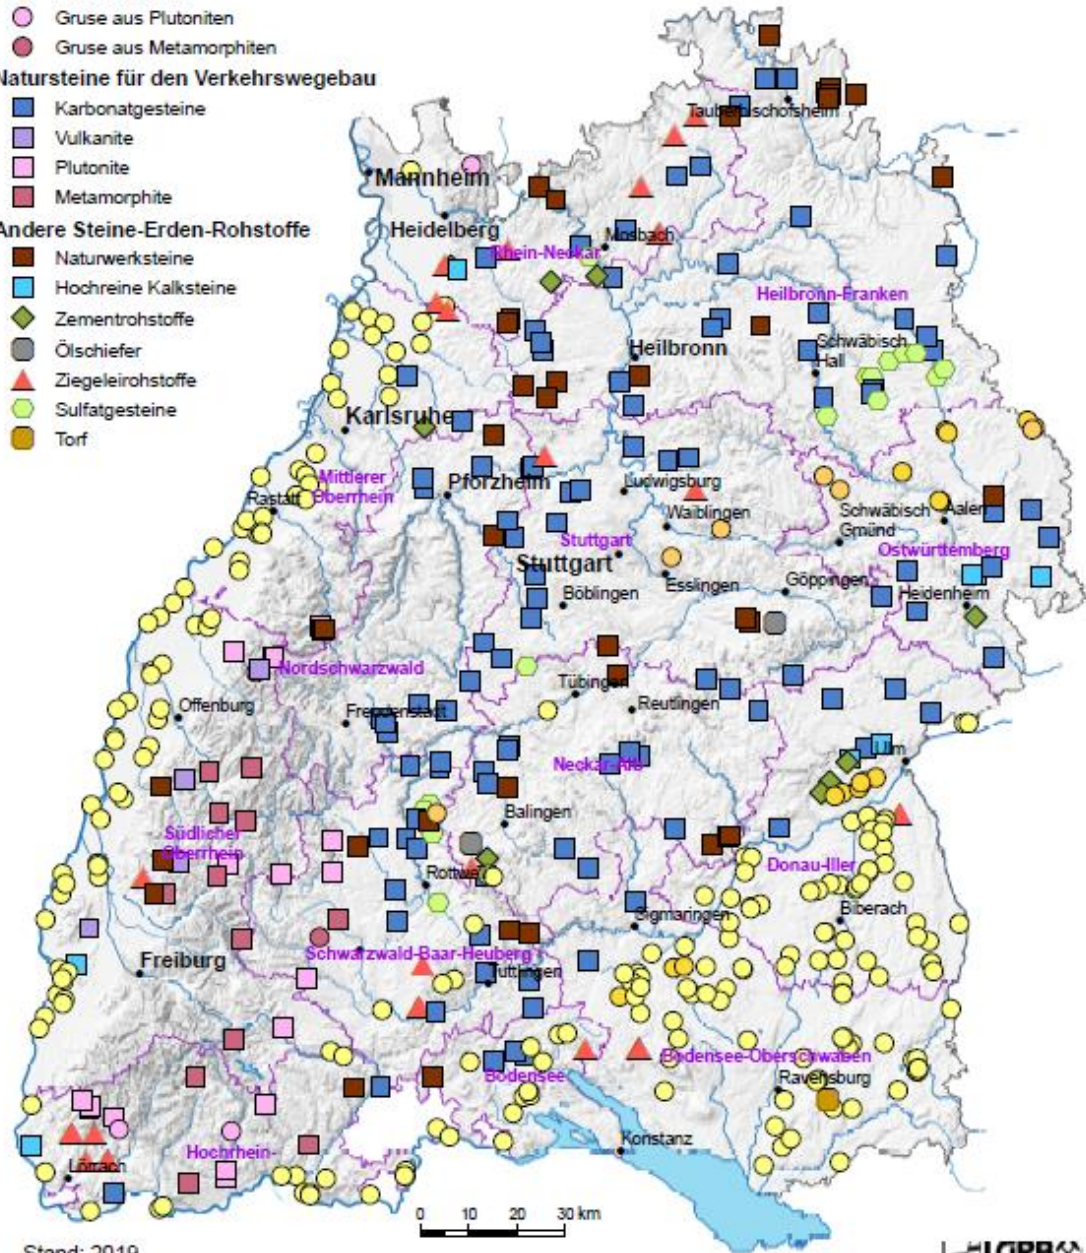 Gruse aus Plutoniten
Gruse aus Metamorphiten
Natursteine für den Verkehrswegebau
Karbonatgesteine
Vulkanite
Plutonite
Metamorphite
Andere Steine-Erden-Rohstoffe
Naturwerksteine
Hochreine Kalksteine
Zementrohstoffe
Ölschiefer
Ziegeleirohstoffe
Sulfatgesteine
Torf
Tauberbischofsheim
Mannheim
Heidelberg
Mosbach
Rhein-Neckar
Heilbronn-Franken
Heilbronn
Schwäbisch
Hall
Karlsruhe
Mittlerer
Oberrhein
Rastatt
Pforzheim
Ludwigsburg
Waiblingen
Schwäbisch
Gmünd
Aalen
Stuttgart
Stuttgart
Ostwürttemberg
Esslingen
Göppingen
Heidenheim
Böblingen
Nordschwarzwald
Tübingen
Reutlingen
Offenburg
Freudenstadt
Ulm
Neckar-Alb
Balingen
Südlicher
Oberrhein
Donau-Iller
Rottweil
Sigmaringen
Biberach
Schwarzwald-Baar-Heuberg
Freiburg
Tuttlingen
Bodensee-Oberschwaben
Bodensee
Ravensburg
Konstanz
Hochrhein-
Lörrach
0 10 20 30 km
Stand: 2019
LGRB